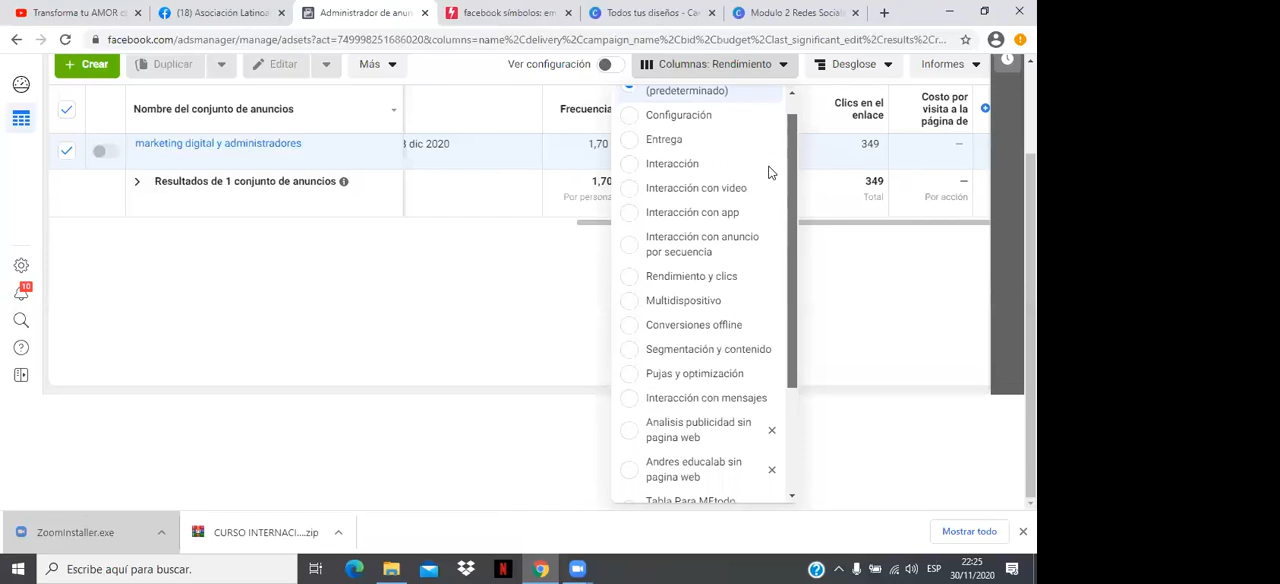 Transforma tu AMOR c
(18) Asociación Latinoa
Administrador de anun
facebook símbolos: em
Todos tus diseños - Ca
Modulo 2 Redes Sociale
facebook.com/adsmanager/manage/adsets?act=749998251686020&columns=name%2Cdelivery%2Ccampaign_name%2Cbid%2Cbudget%2Clast_significant_edit%2Cresults%2Cr...
+ Crear
Duplicar
Editar
Más
Ver configuración
Columnas: Rendimiento
Desglose
Informes
Nombre del conjunto de anuncios
Frecuencia
(predeterminado)
Clics en el enlace
Costo por visita a la página de
marketing digital y administradores
3 dic 2020
1,70
349
—
Resultados de 1 conjunto de anuncios
1,70
Por persona
349
Total
—
Por acción
Configuración
Entrega
Interacción
Interacción con video
Interacción con app
Interacción con anuncio
por secuencia
Rendimiento y clics
Multidispositivo
Conversiones offline
Segmentación y contenido
Pujas y optimización
Interacción con mensajes
Analisis publicidad sin
pagina web
Andres educalab sin
pagina web
Tabla Para MEtodo
10
ZoomInstaller.exe
CURSO INTERNACI....zip
Mostrar todo
Escribe aquí para buscar.
ESP
22:25
30/11/2020